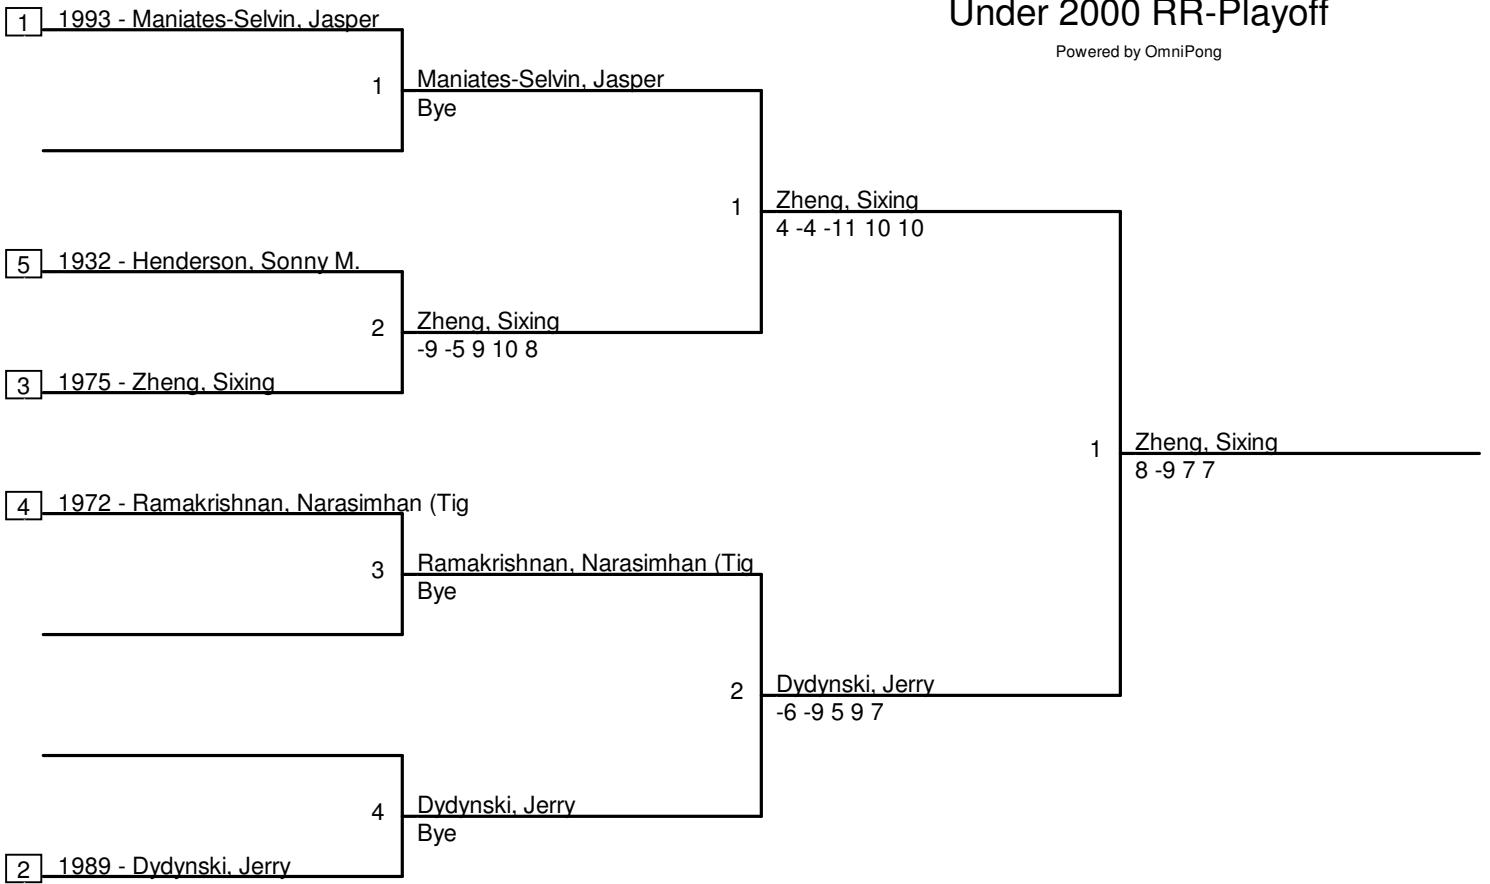 Under 2000 RR-Playoff
Powered by OmniPong
1 1993 - Maniates-Selvin, Jasper
1 Maniates-Selvin, Jasper
Bye
1 Zheng, Sixing
4 -4 -11 10 10
5 1932 - Henderson, Sonny M.
2 Zheng, Sixing
-9 -5 9 10 8
3 1975 - Zheng, Sixing
1 Zheng, Sixing
8 -9 7 7
4 1972 - Ramakrishnan, Narasimhan (Tig
3 Ramakrishnan, Narasimhan (Tig
Bye
2 Dydynski, Jerry
-6 -9 5 9 7
4 Dydynski, Jerry
Bye
2 1989 - Dydynski, Jerry